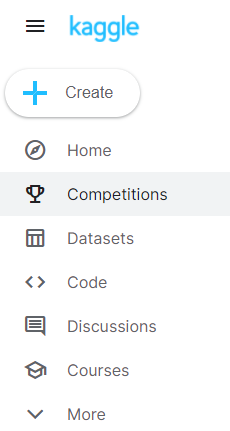 kaggle
Create
Home
Competitions
Datasets
Code
Discussions
Courses
More